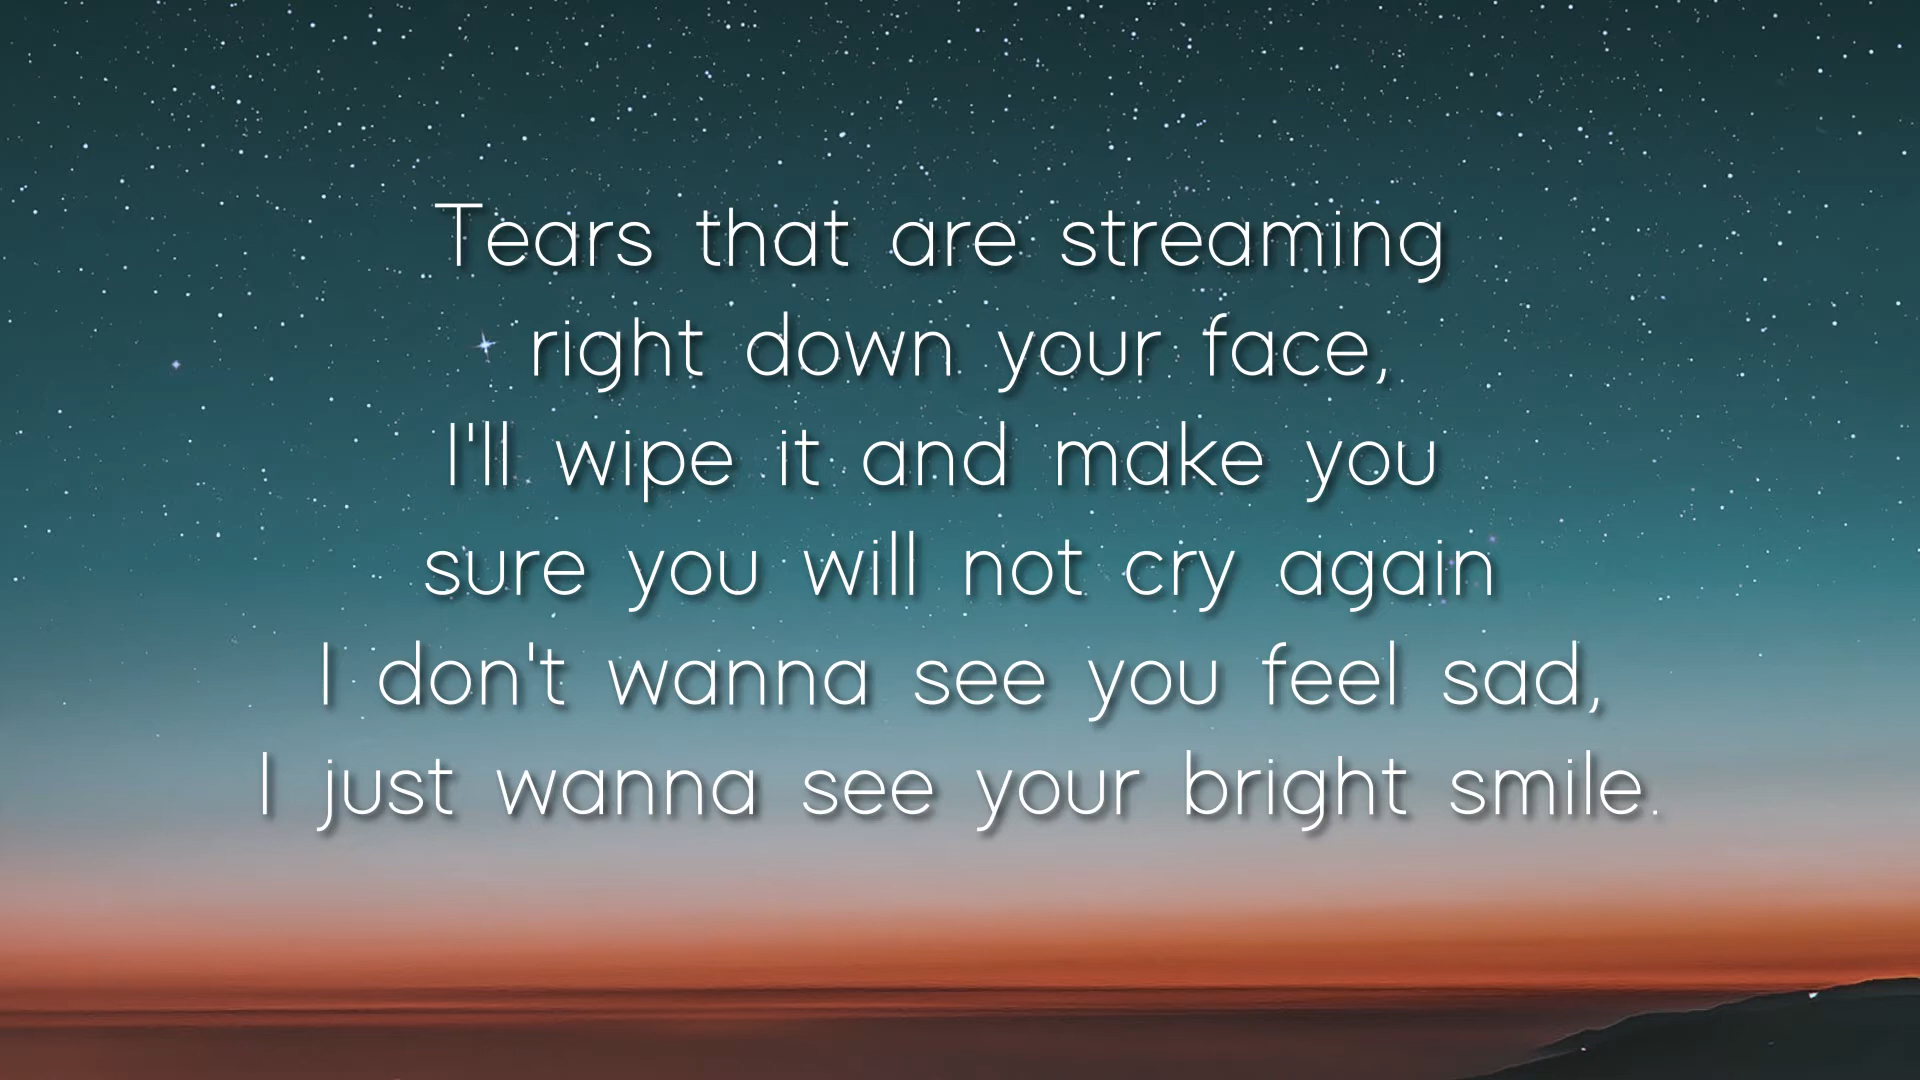 Tears that are streaming
right down your face,
I'll wipe it and make you
sure you will not cry again
I don't wanna see you feel sad,
I just wanna see your bright smile.